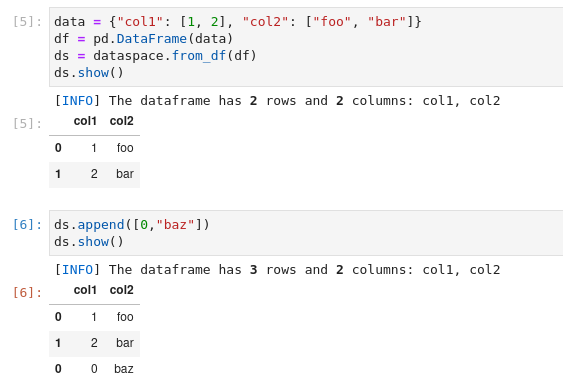 [5]: data = {"col1": [1, 2], "col2": ["foo", "bar"]}
df = pd.DataFrame(data)
ds = dataspace.from_df(df)
ds.show()
[INFO] The dataframe has 2 rows and 2 columns: col1, col2
[5]: col1 col2
0 1 foo
1 2 bar
[6]: ds.append([0,"baz"])
ds.show()
[INFO] The dataframe has 3 rows and 2 columns: col1, col2
[6]: col1 col2
0 1 foo
1 2 bar
0 0 baz